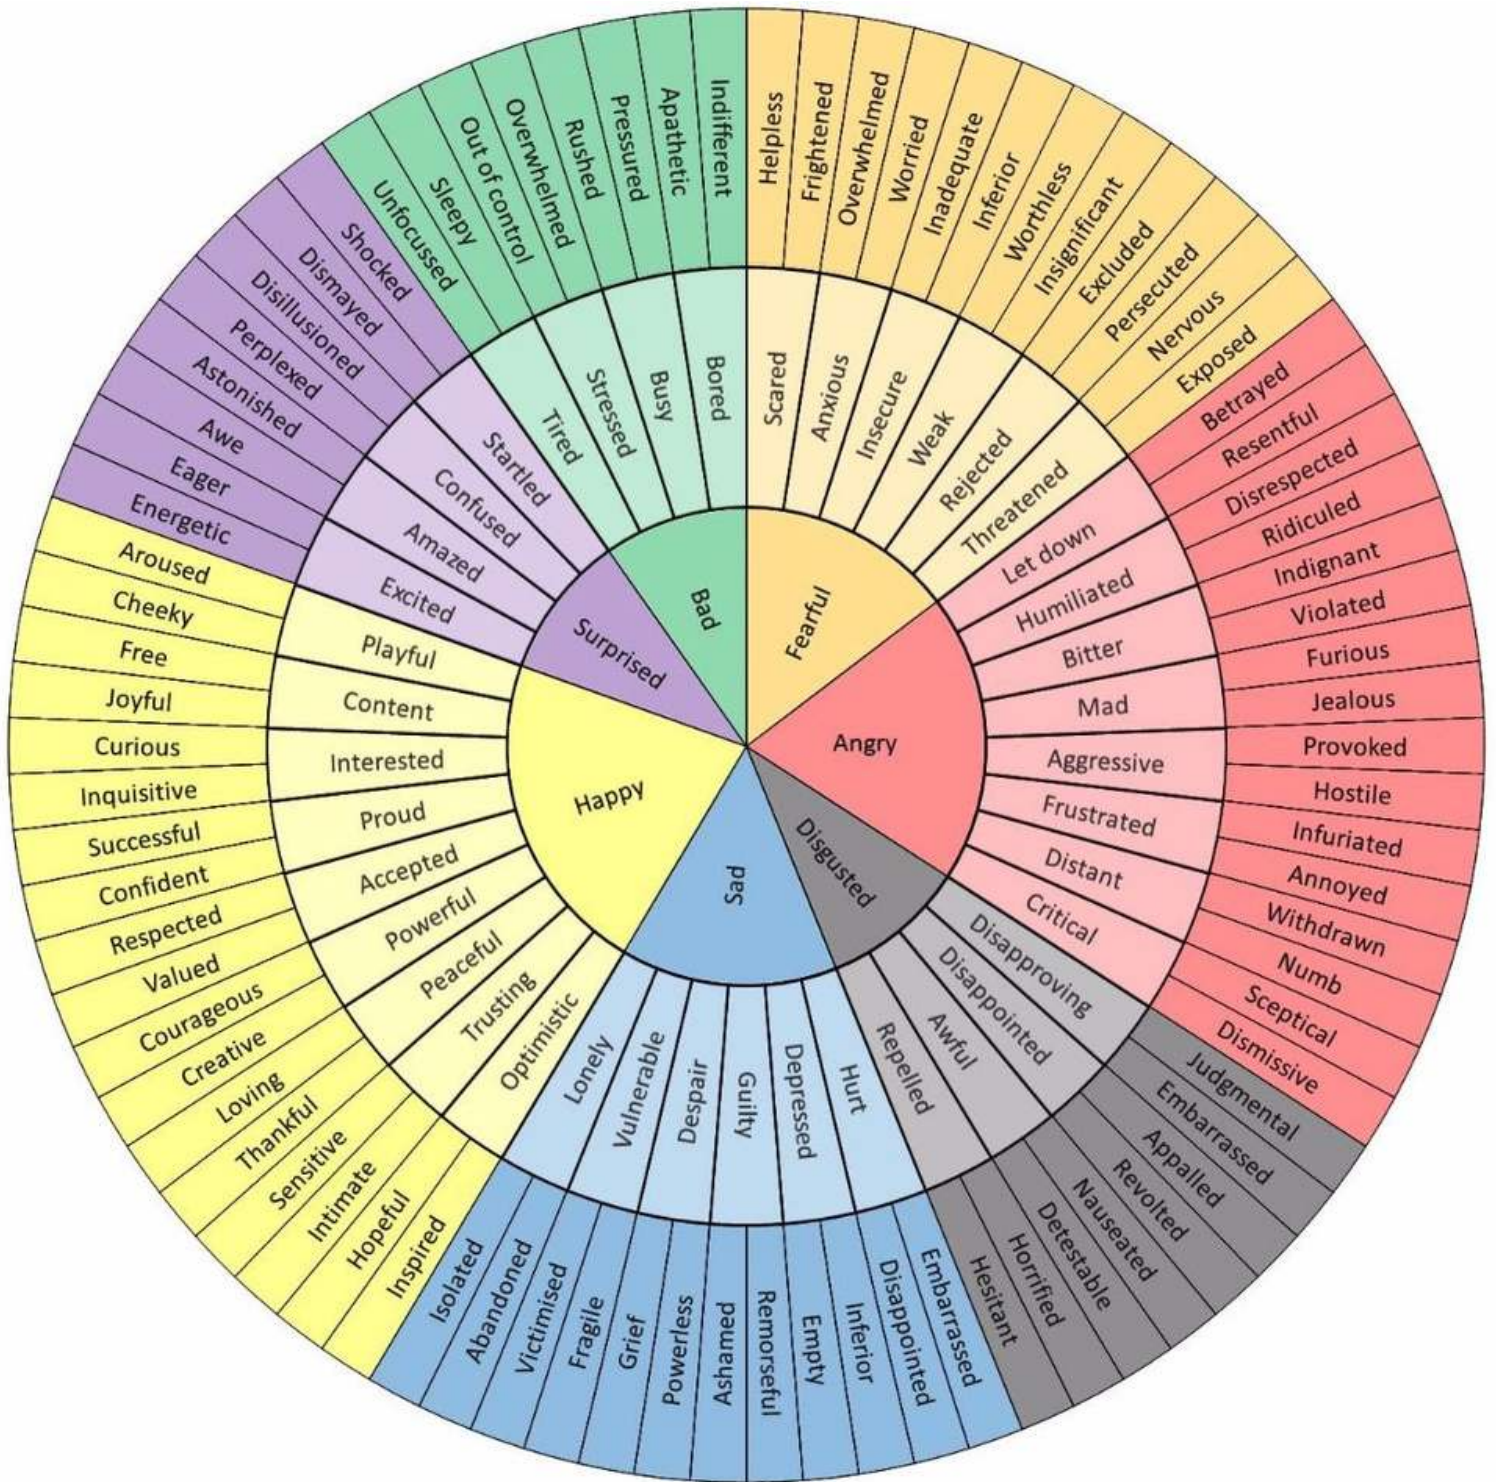 Fearful
Angry
Disgusted
Sad
Happy
Surprised
Bad
Scared
Anxious
Insecure
Weak
Rejected
Threatened
Let down
Humiliated
Bitter
Mad
Aggressive
Frustrated
Distant
Critical
Disapproving
Disappointed
Awful
Repelled
Hurt
Depressed
Guilty
Despair
Vulnerable
Lonely
Optimistic
Trusting
Peaceful
Powerful
Accepted
Proud
Interested
Content
Playful
Excited
Amazed
Confused
Startled
Tired
Stressed
Busy
Bored
Helpless
Frightened
Overwhelmed
Worried
Inadequate
Inferior
Worthless
Insignificant
Excluded
Persecuted
Nervous
Exposed
Betrayed
Resentful
Disrespected
Ridiculed
Indignant
Violated
Furious
Jealous
Provoked
Hostile
Infuriated
Annoyed
Withdrawn
Numb
Sceptical
Dismissive
Judgmental
Embarrassed
Appalled
Revolted
Nauseated
Detestable
Horrified
Hesitant
Embarrassed
Disappointed
Inferior
Empty
Remorseful
Ashamed
Powerless
Grief
Fragile
Victimised
Abandoned
Isolated
Inspired
Hopeful
Intimate
Sensitive
Thankful
Loving
Creative
Courageous
Valued
Respected
Confident
Successful
Inquisitive
Curious
Joyful
Free
Cheeky
Aroused
Energetic
Eager
Awe
Astonished
Perplexed
Disillusioned
Dismayed
Shocked
Unfocussed
Sleepy
Out of control
Overwhelmed
Rushed
Pressured
Apathetic
Indifferent